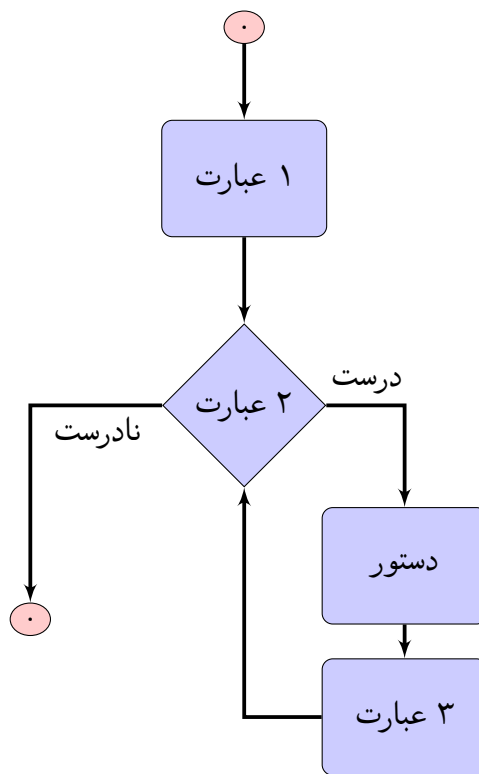 ۱ عبارت
۲ عبارت
درست
نادرست
دستور
۳ عبارت